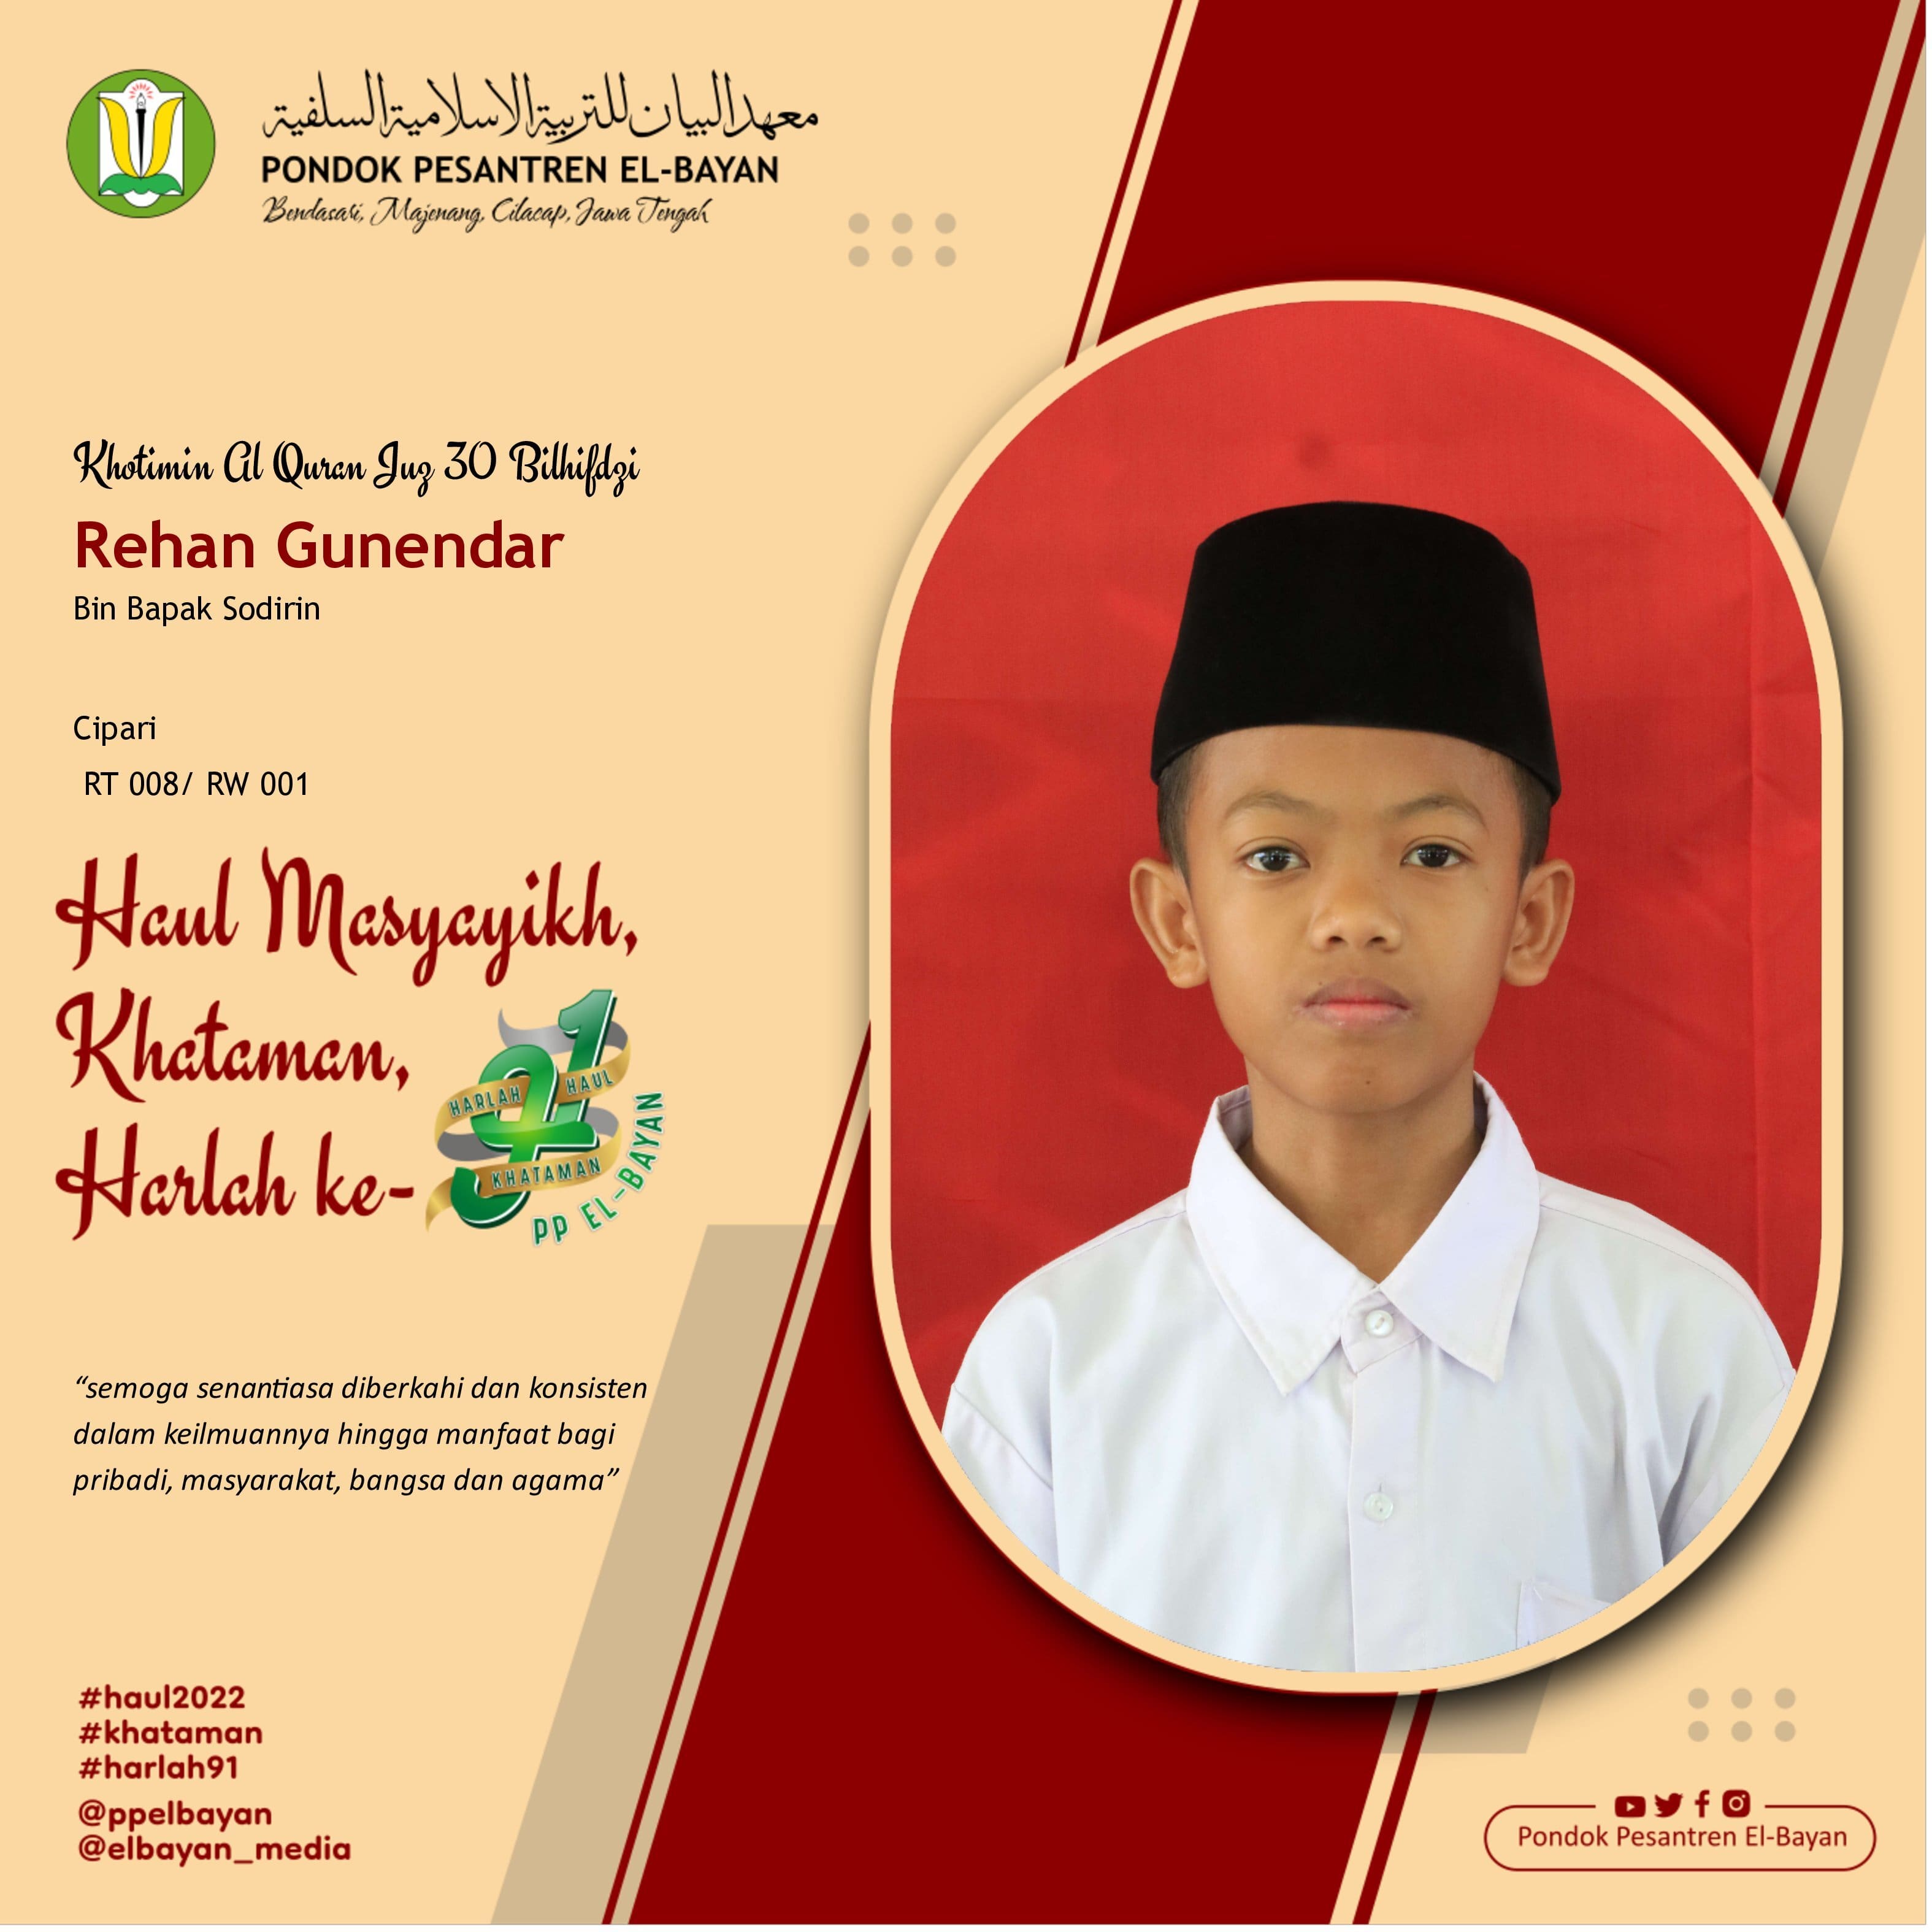 معهد البيان للتربية الاسلامية السلفية
PONDOK PESANTREN EL-BAYAN
Bendasari, Majenang, Cilacap, Jawa Tengah
Khotimin Al Quran Juz 30 Bilhifdzi
Rehan Gunendar
Bin Bapak Sodirin
Cipari
RT 008/ RW 001
Haul Masyayikh,
Khataman,
Harlah ke-
91
HARLAH HAUL
KHATAMAN
PP EL-BAYAN
“semoga senantiasa diberkahi dan konsisten
dalam keilmuannya hingga manfaat bagi
pribadi, masyarakat, bangsa dan agama”
#haul2022
#khataman
#harlah91
@ppelbayan
@elbayan_media
Pondok Pesantren El-Bayan